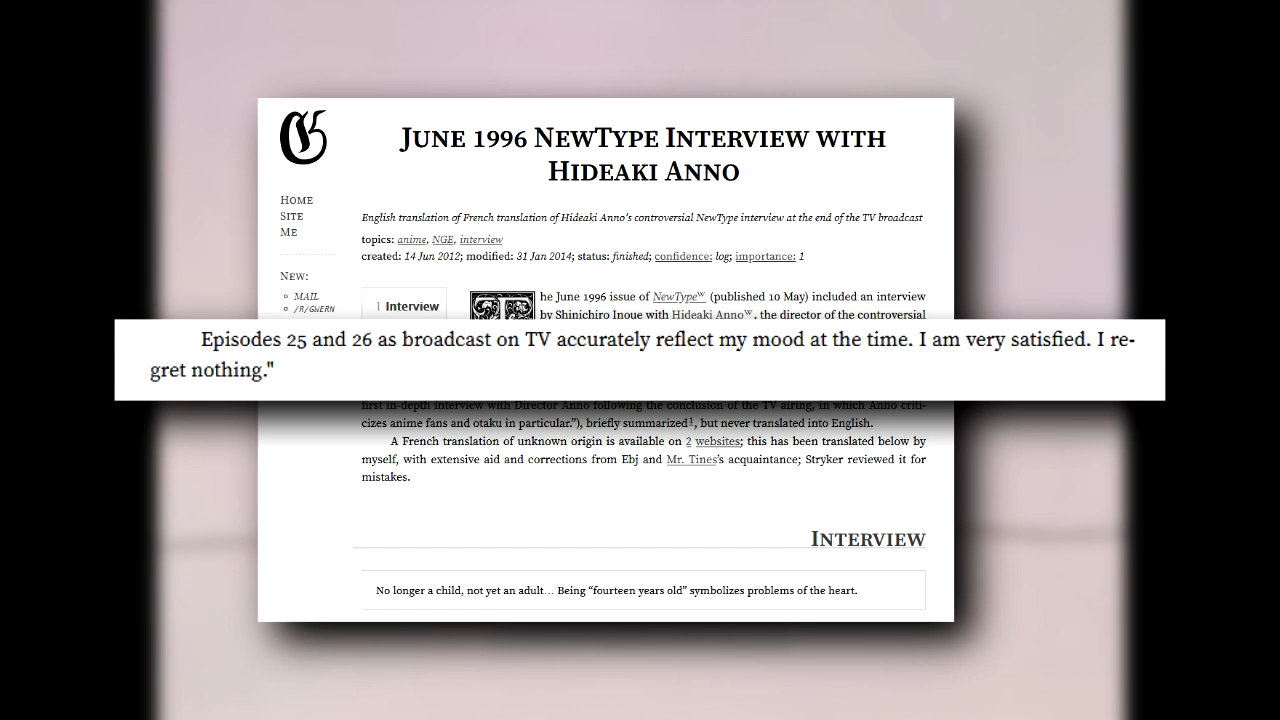 JUNE 1996 NEWTYPE INTERVIEW WITH
HIDEAKI ANNO
HOME
SITE
ME
NEW:
MAIL
/R/GWERN
English translation of French translation of Hideaki Anno's controversial NewType interview at the end of the TV broadcast
topics: anime, NGE, interview
created: 14 Jun 2012; modified: 31 Jan 2014; status: finished; confidence: log; importance: 1
1 Interview
The June 1996 issue of NewTypeW (published 10 May) included an interview
by Shinichiro Inoue with Hideaki AnnoW, the director of the controversial
Episodes 25 and 26 as broadcast on TV accurately reflect my mood at the time. I am very satisfied. I re-
gret nothing."
first in-depth interview with Director Anno following the conclusion of the TV airing, in which Anno criti-
cizes anime fans and otaku in particular."), briefly summarized1, but never translated into English.
A French translation of unknown origin is available on 2 websites; this has been translated below by
myself, with extensive aid and corrections from Ebj and Mr. Tines's acquaintance; Stryker reviewed it for
mistakes.
INTERVIEW
No longer a child, not yet an adult… Being “fourteen years old” symbolizes problems of the heart.